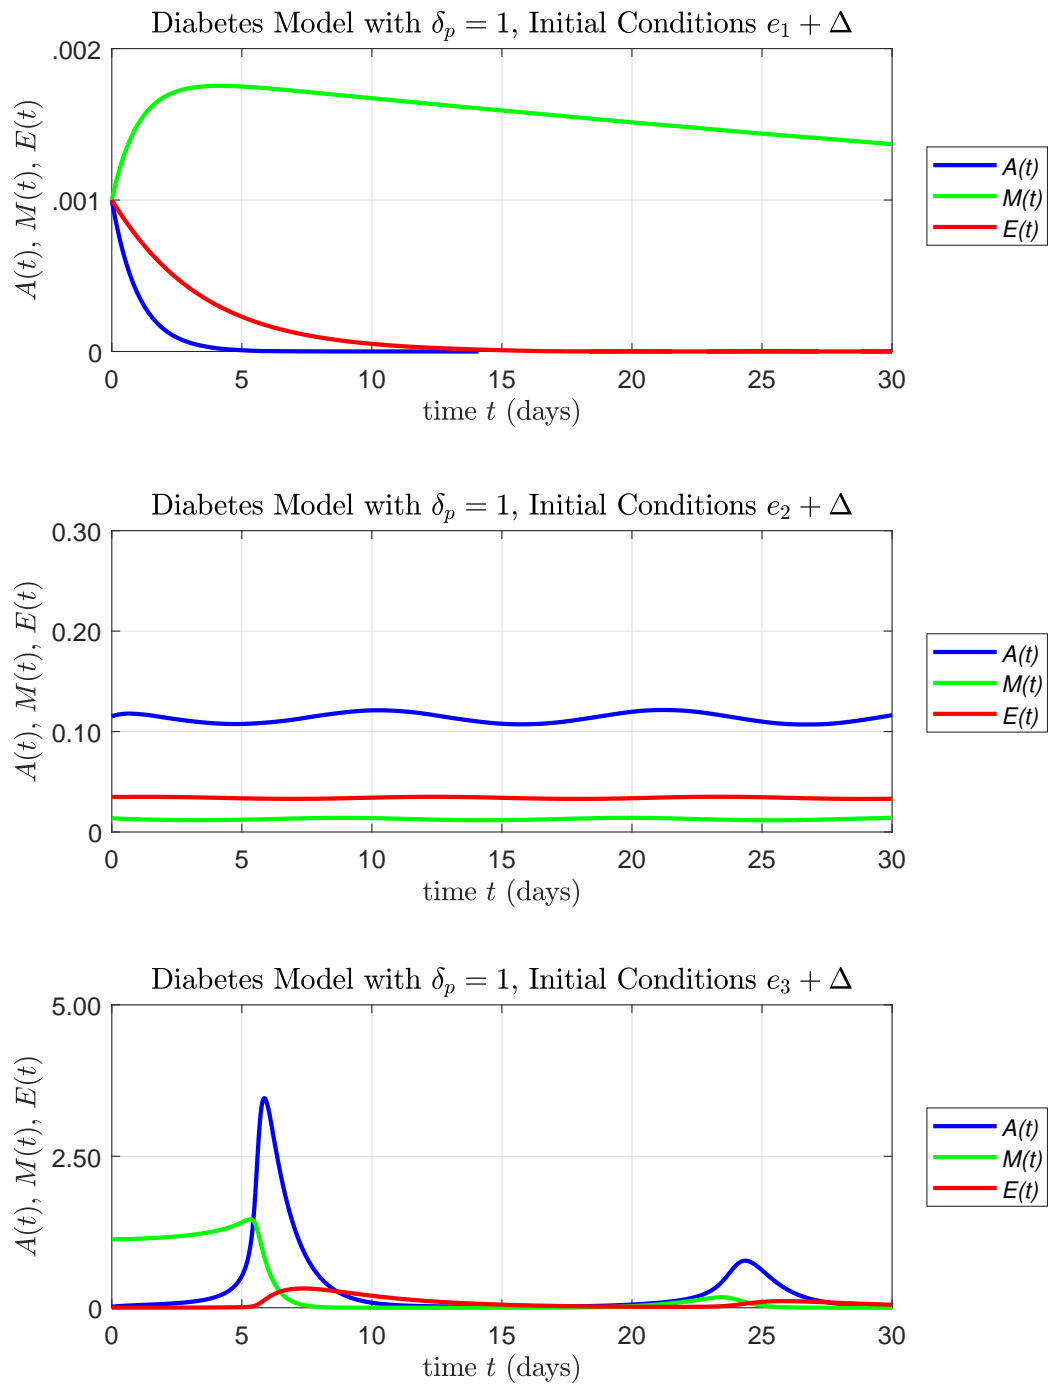 Diabetes Model with δₚ = 1, Initial Conditions e₁ + Δ
A(t), M(t), E(t)
.002
.001
0
0 5 10 15 20 25 30
time t (days)
A(t)
M(t)
E(t)
Diabetes Model with δₚ = 1, Initial Conditions e₂ + Δ
A(t), M(t), E(t)
0.30
0.20
0.10
0
0 5 10 15 20 25 30
time t (days)
A(t)
M(t)
E(t)
Diabetes Model with δₚ = 1, Initial Conditions e₃ + Δ
A(t), M(t), E(t)
5.00
2.50
0
0 5 10 15 20 25 30
time t (days)
A(t)
M(t)
E(t)